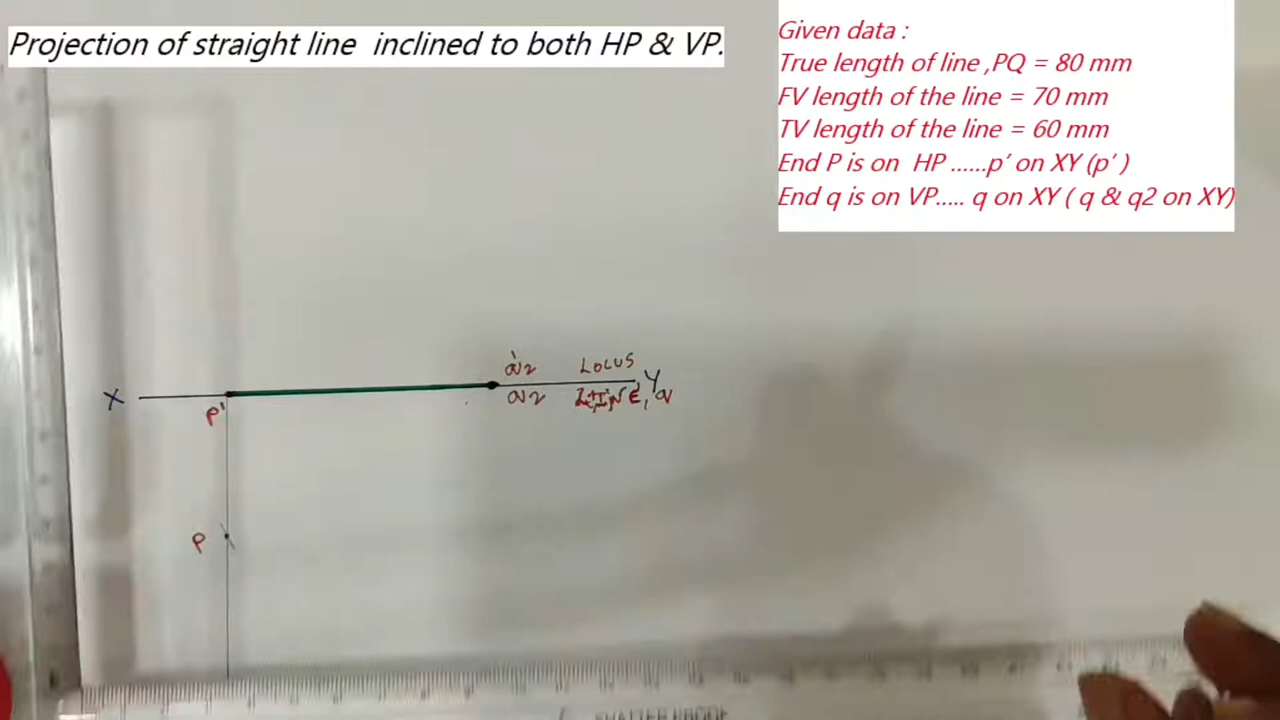 Projection of straight line inclined to both HP & VP.
Given data :
True length of line ,PQ = 80 mm
FV length of the line = 70 mm
TV length of the line = 60 mm
End P is on HP ......p’ on XY (p’ )
End q is on VP..... q on XY ( q & q2 on XY)
LOCUS
X
Y
p'
P
SHATTER PROOF